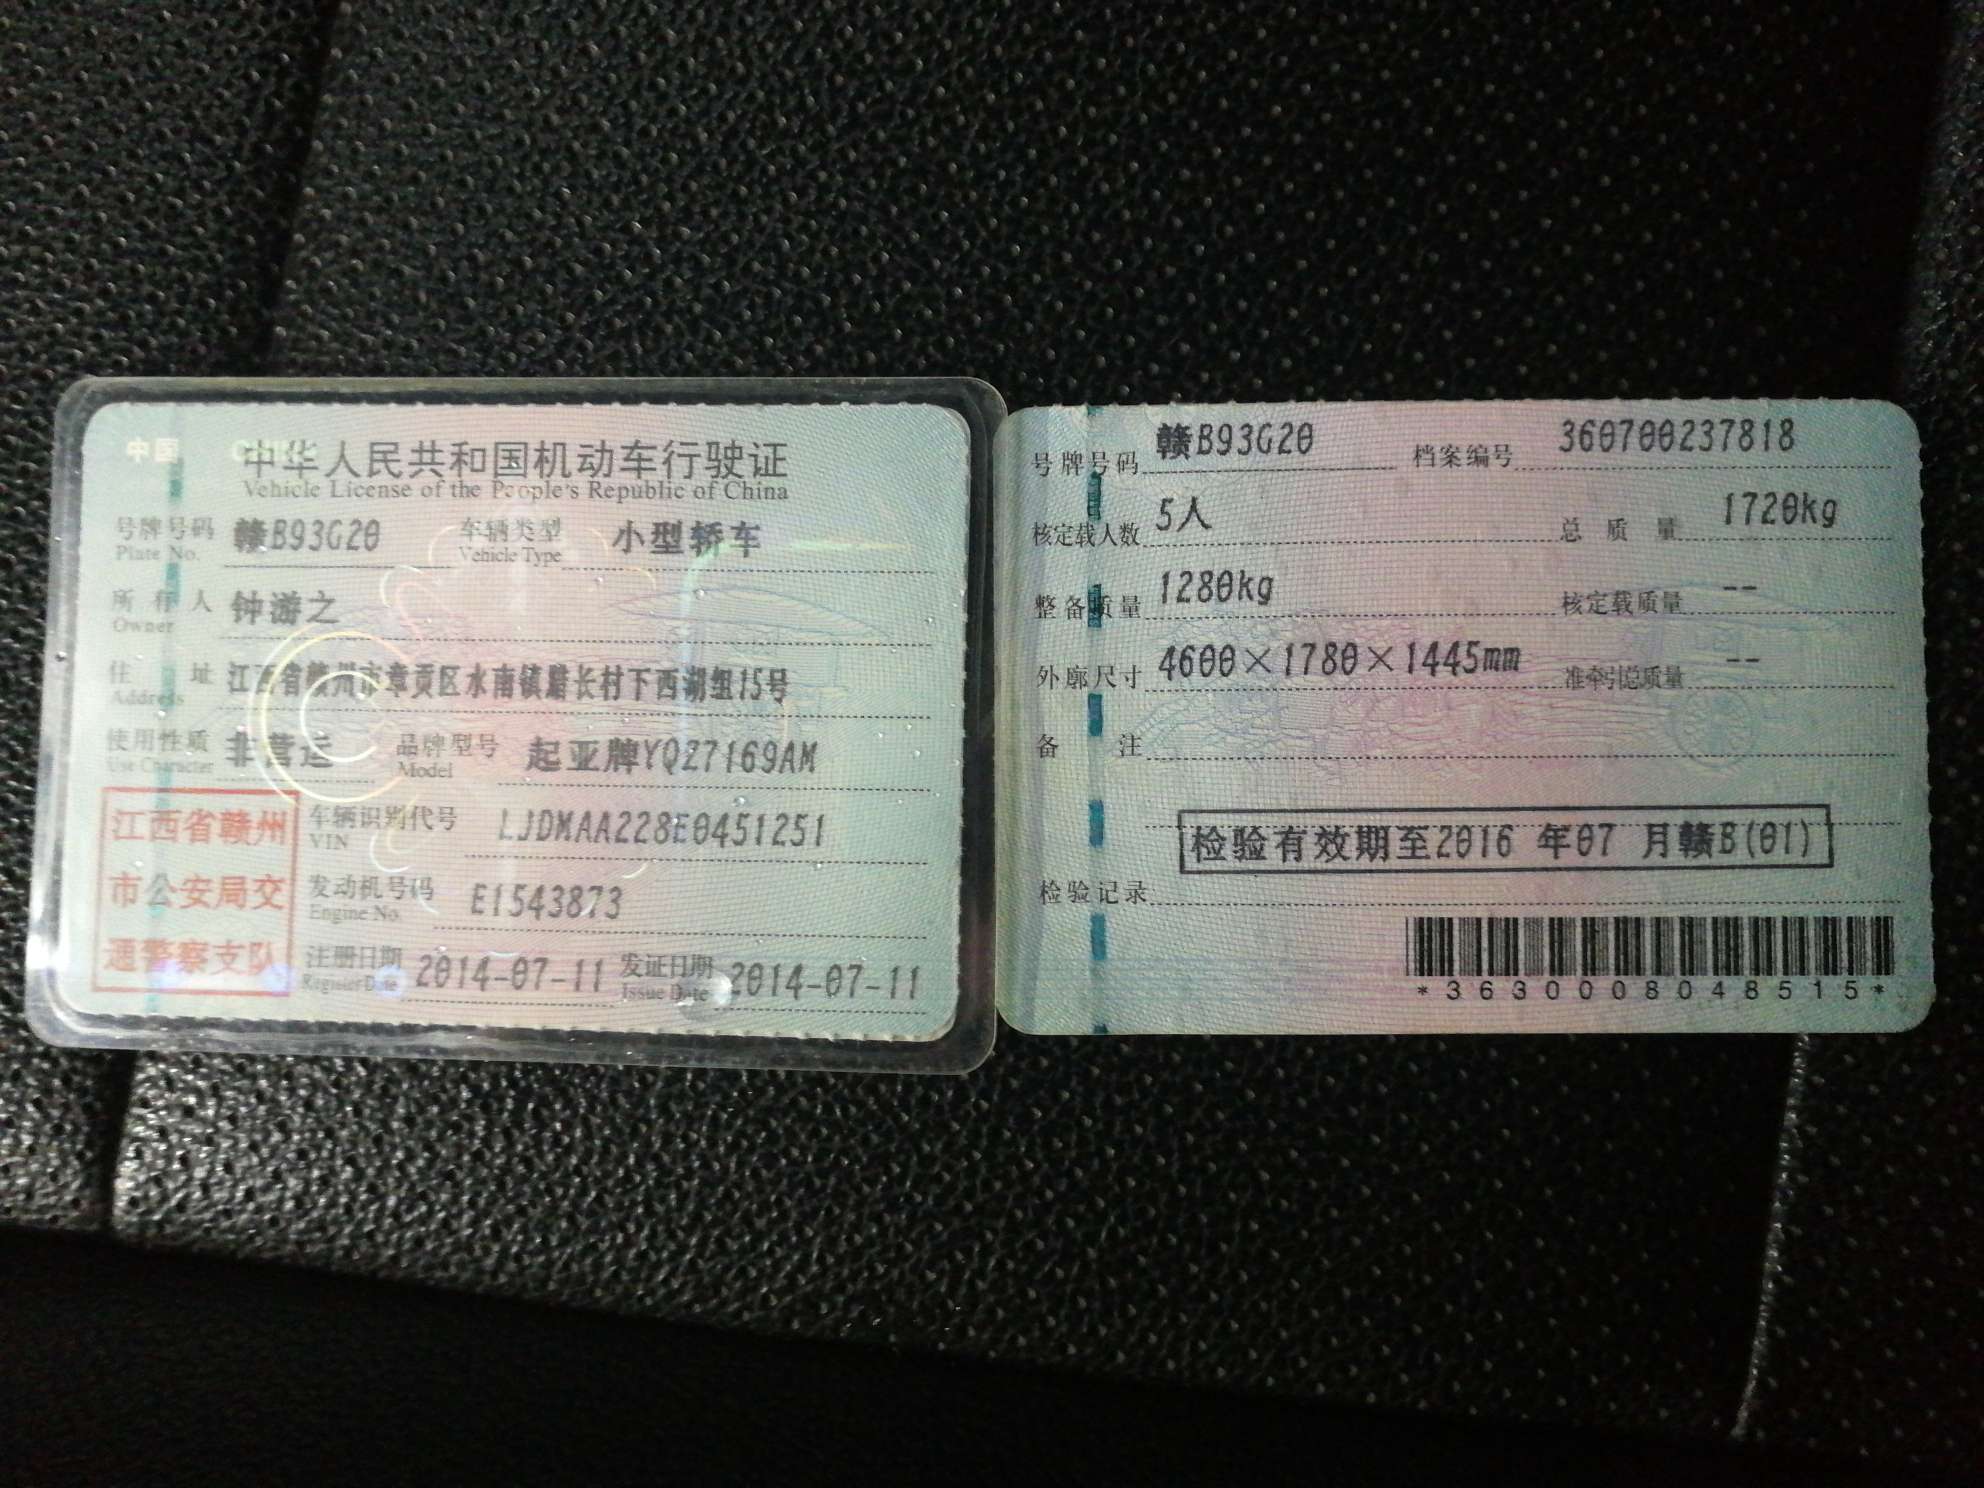 中国
中华人民共和国机动车行驶证
Vehicle License of the People's Republic of China
号牌号码 赣B93G20 车辆类型 小型轿车
Plate No. Vehicle Type
所有人 钟游之
Owner
住址 江西省赣州市章贡区水南镇腊长村下西湖组15号
Address
使用性质 非营运 品牌型号 起亚牌YQZ7169AM
Use Character Model
江西省赣州
市公安局交
通警察支队
车辆识别代号 LJDMAA228E0451251
VIN
发动机号码 E1543873
Engine No.
注册日期 2014-07-11 发证日期 2014-07-11
Register Date Issue Date
号牌号码 赣B93G20 档案编号 360700237818
核定载人数 5人 总质量 1720kg
整备质量 1280kg 核定载质量 --
外廓尺寸 4600×1780×1445mm 准牵引总质量 --
备注
检验有效期至2016 年07 月赣B(01)
检验记录
*3630008048515*